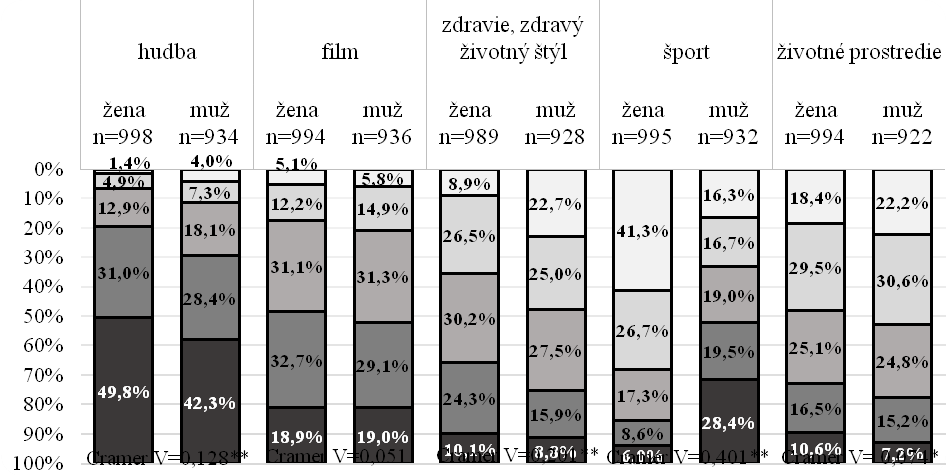 hudba
film
zdravie, zdravý
životný štýl
šport
životné prostredie
žena
n=998
muž
n=934
žena
n=994
muž
n=936
žena
n=989
muž
n=928
žena
n=995
muž
n=932
žena
n=994
muž
n=922
0%
10%
20%
30%
40%
50%
60%
70%
80%
90%
100%
1,4%
4,9%
12,9%
31,0%
49,8%
4,0%
7,3%
18,1%
28,4%
42,3%
5,1%
12,2%
31,1%
32,7%
18,9%
5,8%
14,9%
31,3%
29,1%
19,0%
8,9%
26,5%
30,2%
24,3%
10,1%
22,7%
25,0%
27,5%
15,9%
8,8%
41,3%
26,7%
17,3%
8,6%
16,3%
16,7%
19,0%
19,5%
28,4%
18,4%
29,5%
25,1%
16,5%
10,6%
22,2%
30,6%
24,8%
15,2%
7,2%
Cramer V=0,128**
Cramer V=0,051
Cramer
Cramer V=0,401**
Cramer